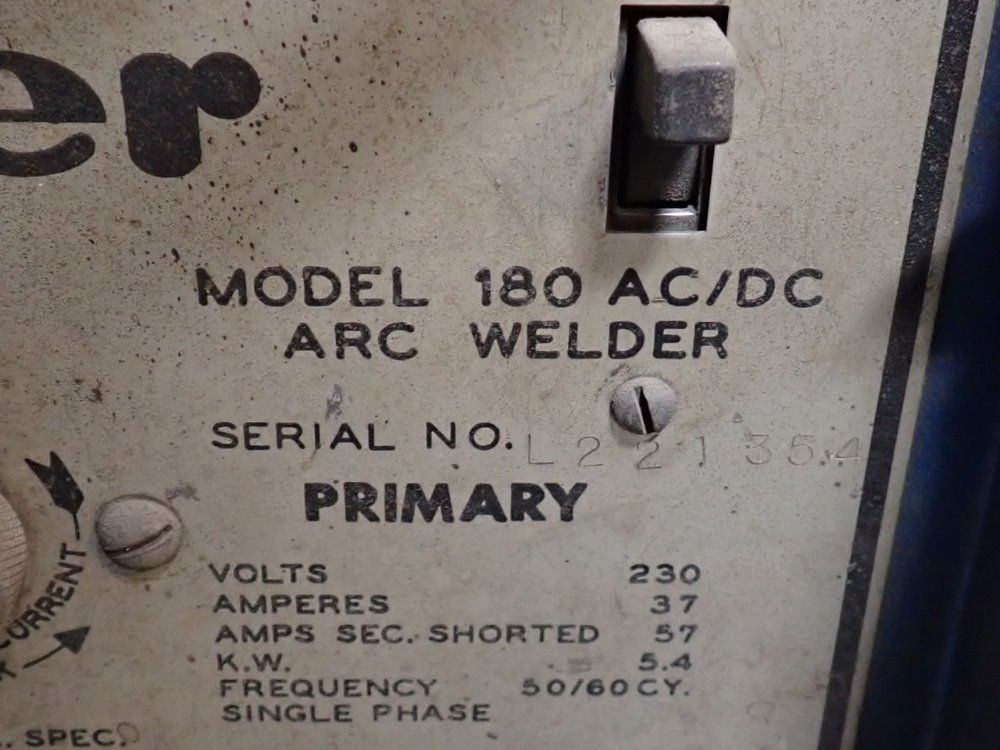 er
MODEL 180 AC/DC
ARC WELDER
SERIAL NO. L221354
PRIMARY
VOLTS 230
AMPERES 37
AMPS SEC. SHORTED 57
K.W. 5.4
FREQUENCY 50/60 CY.
SINGLE PHASE
CURRENT
SPEC.